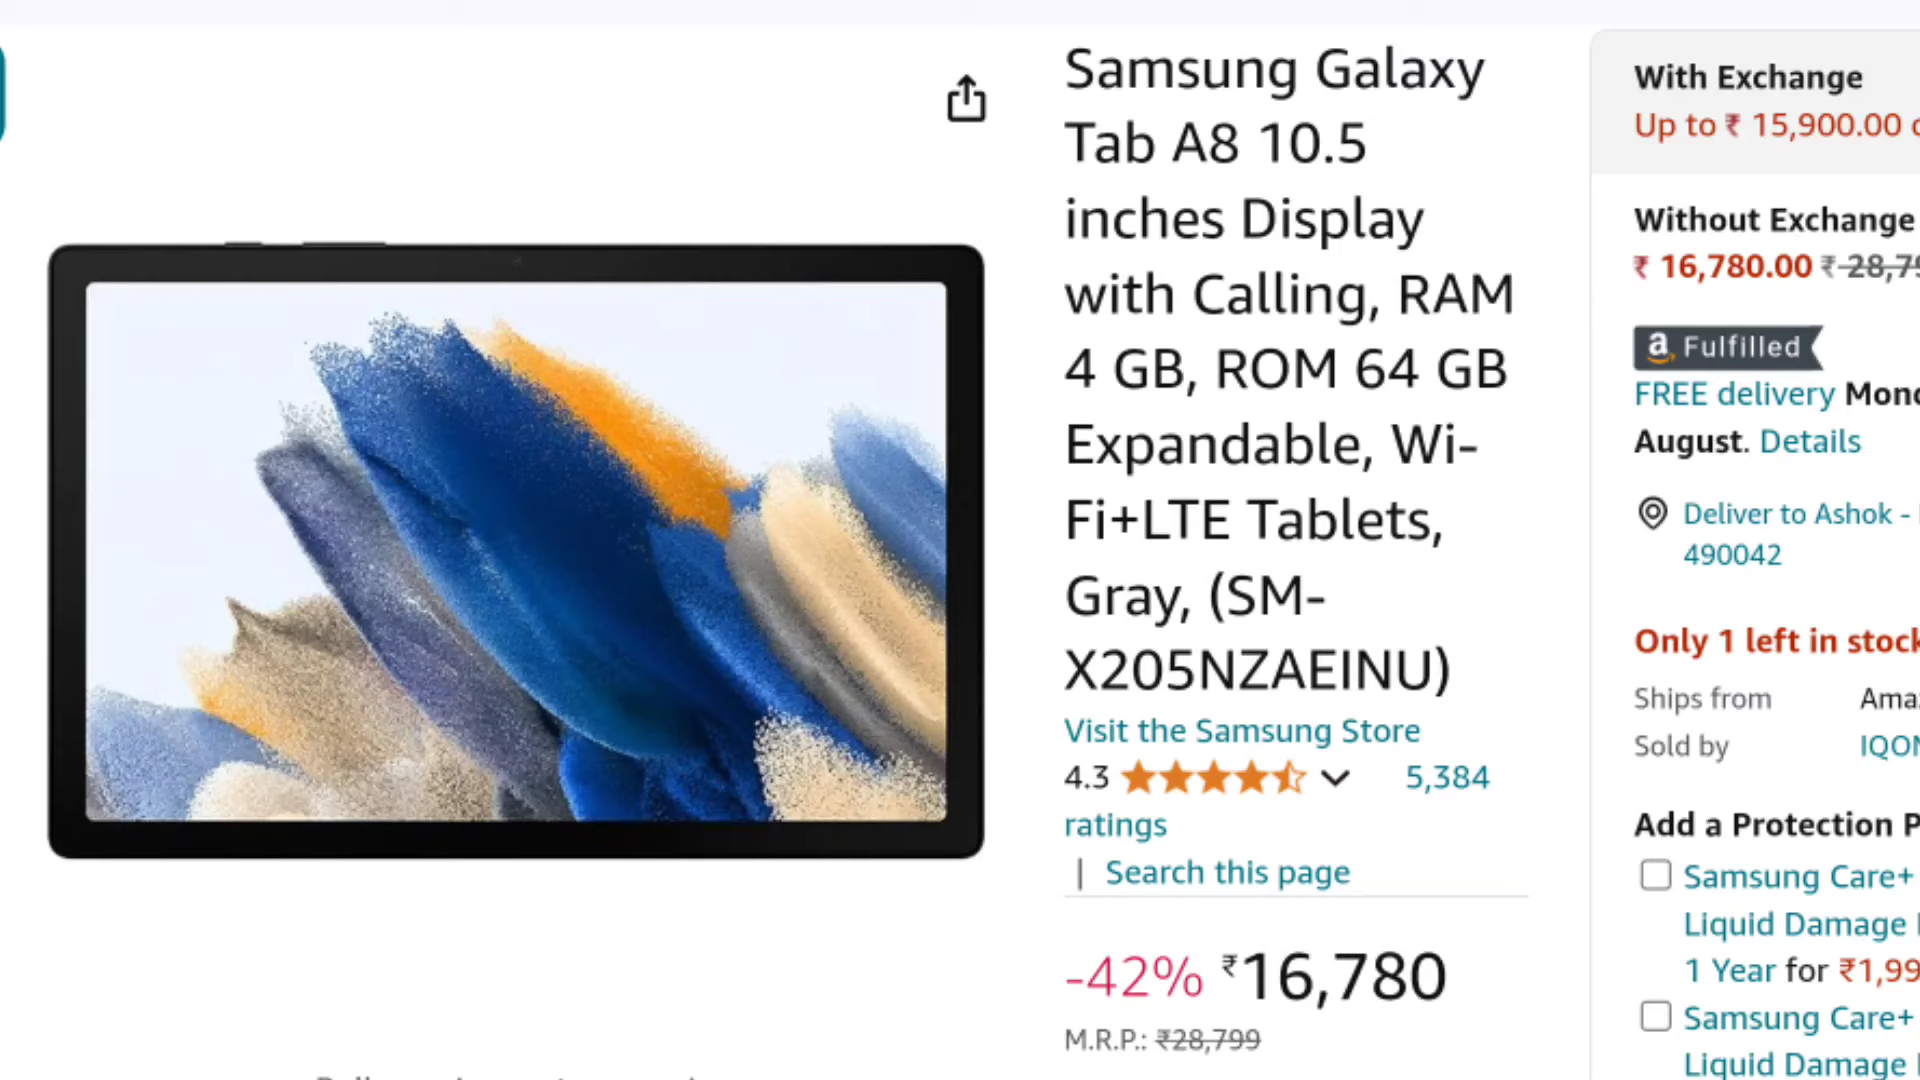 Samsung Galaxy
Tab A8 10.5
inches Display
with Calling, RAM
4 GB, ROM 64 GB
Expandable, Wi-
Fi+LTE Tablets,
Gray, (SM-
X205NZAEINU)
Visit the Samsung Store
4.3 5,384
ratings
| Search this page
-42% ₹16,780
M.R.P.: ₹28,799
With Exchange
Up to ₹ 15,900.00
Without Exchange
₹ 16,780.00 ₹ 28,79
a Fulfilled
FREE delivery
August. Details
Deliver to Ashok -
490042
Only 1 left in stock
Ships from
Sold by
Add a Protection
Samsung Care+
Liquid Damage
1 Year for ₹1,99
Samsung Care+
Liquid Damage